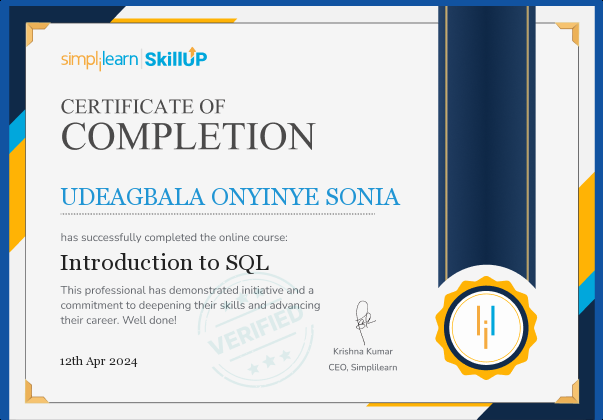 simplilearn | SkillUP
CERTIFICATE OF
COMPLETION
UDEAGBALA ONYINYE SONIA
has successfully completed the online course:
Introduction to SQL
This professional has demonstrated initiative and a
commitment to deepening their skills and advancing
their career. Well done!
VERIFIED
12th Apr 2024
Krishna Kumar
CEO, Simplilearn